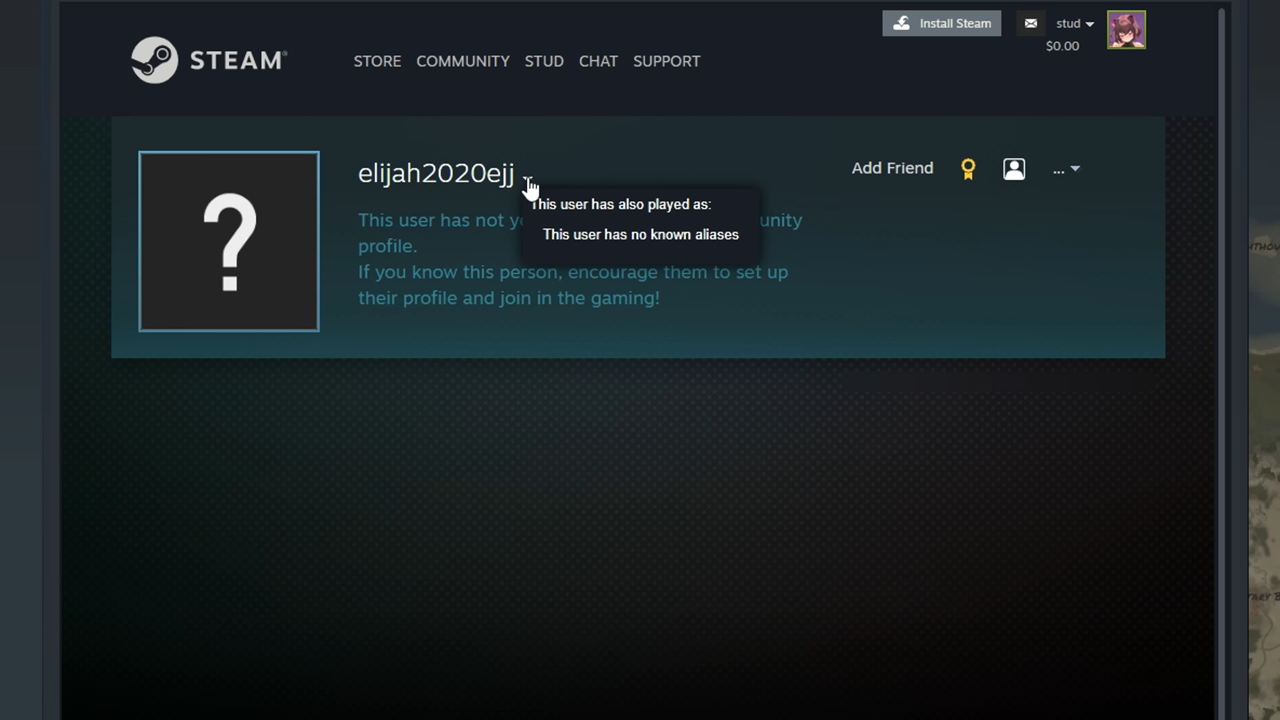 Install Steam
stud
$0.00
STEAM®
STORE COMMUNITY STUD CHAT SUPPORT
elijah2020ejj
Add Friend
...
This user has also played as:
This user has no known aliases
This user has not
profile.
If you know this person, encourage them to set up
their profile and join in the gaming!